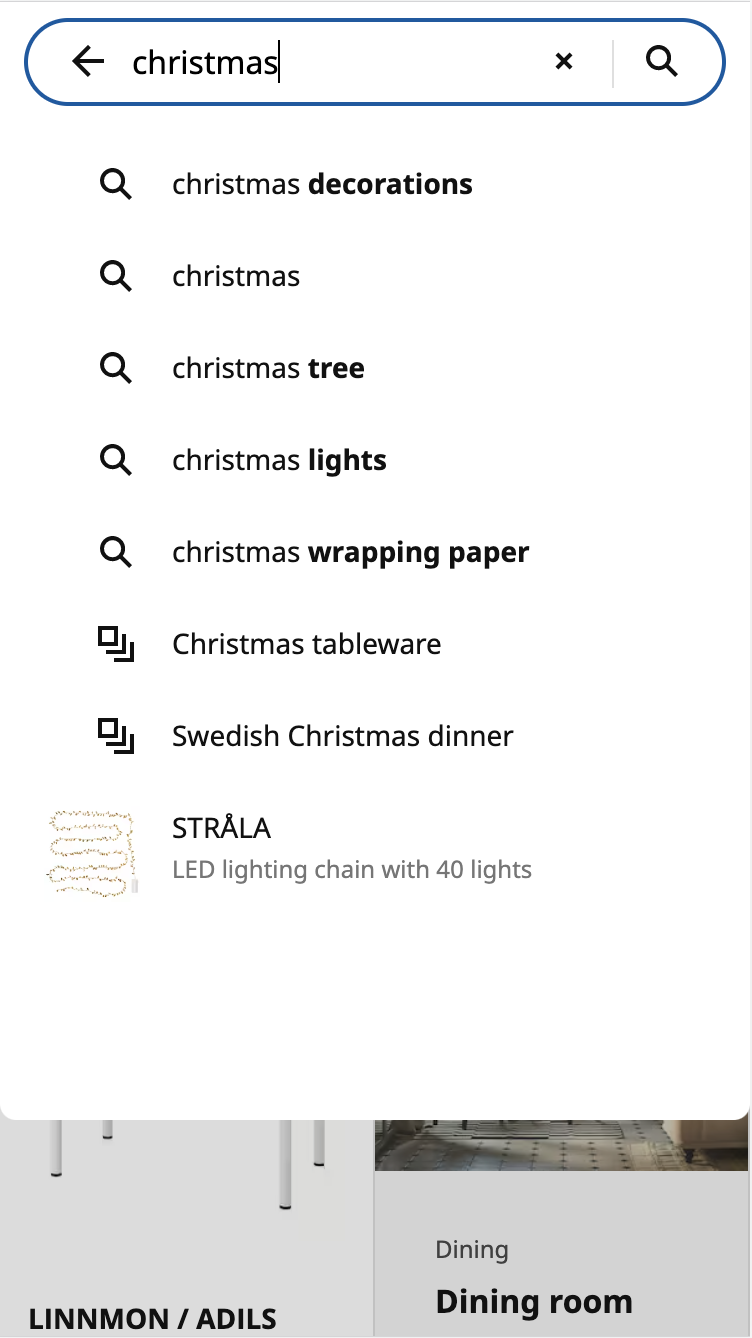 christmas
christmas decorations
christmas
christmas tree
christmas lights
christmas wrapping paper
Christmas tableware
Swedish Christmas dinner
STRÅLA
LED lighting chain with 40 lights
Dining
LINNMON / ADILS
Dining room